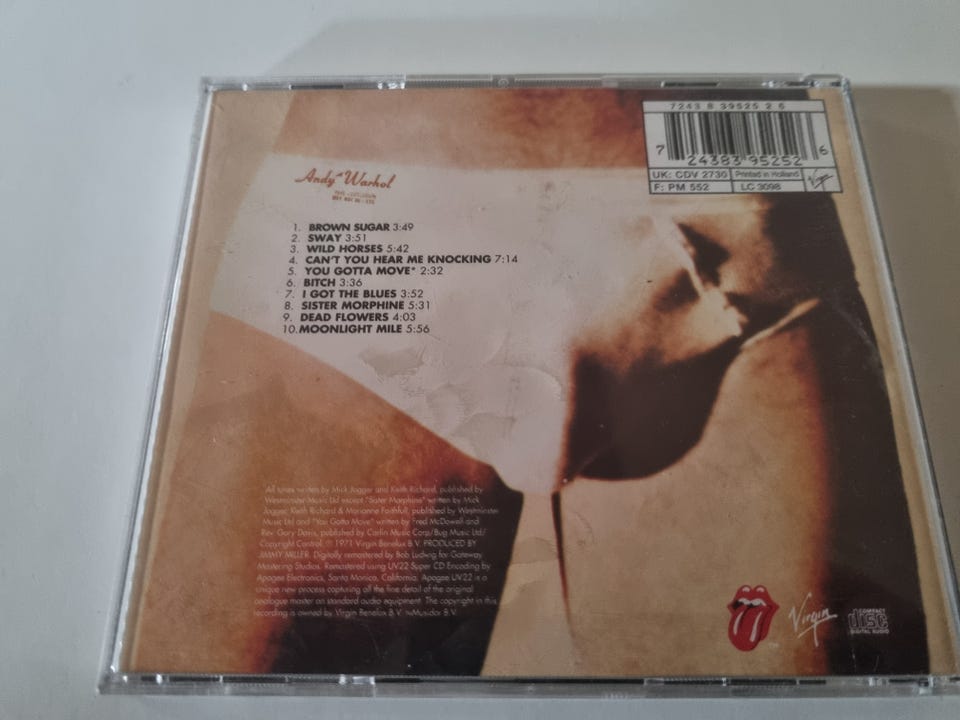 7243 8 39525 2 6
7 24383 95252 6
UK: CDV 2730 Printed in Holland
F: PM 552 LC 3098 Virgin
Andy Warhol
1. BROWN SUGAR 3:49
2. SWAY 3:51
3. WILD HORSES 5:42
4. CAN'T YOU HEAR ME KNOCKING 7:14
5. YOU GOTTA MOVE* 2:32
6. BITCH 3:36
7. I GOT THE BLUES 3:52
8. SISTER MORPHINE 5:31
9. DEAD FLOWERS 4:03
10. MOONLIGHT MILE 5:56
All tunes written by Mick Jagger and Keith Richard, published by
Westminster Music Ltd except "Sister Morphine" written by Mick
Jagger, Keith Richard & Marianne Faithfull, published by Westminster
Music Ltd and "You Gotta Move" written by Fred McDowell and
Rev. Gary Davis, published by Carlin Music Corp/Bug Music Ltd/
Copyright Control. ℗ 1971 Virgin Benelux B.V. PRODUCED BY
JIMMY MILLER. Digitally remastered by Bob Ludwig for Gateway
Mastering Studios. Remastered using UV22 Super CD Encoding by
Apogee Electronics, Santa Monica, California. Apogee UV22 is a
unique new process capturing all the fine detail of the original
analogue master on standard audio equipment. The copyright in this
recording is owned by Virgin Benelux B.V. B.V.
Virgin
COMPACT
disc
DIGITAL AUDIO